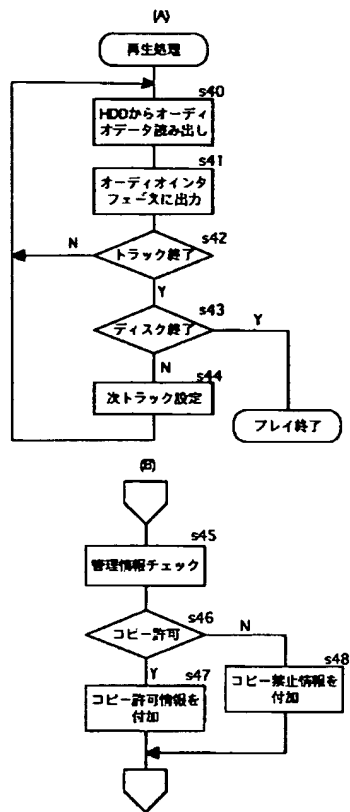 (A)
再生処理
s40
HDDからオーディ
オデータ読み出し
s41
オーディオインタ
フェースに出力
s42
トラック終了
N
Y
s43
ディスク終了
Y
N
s44
次トラック設定
プレイ終了
(B)
s45
管理情報チェック
s46
コピー許可
N
Y
s47
コピー許可情報を
付加
s48
コピー禁止情報を
付加